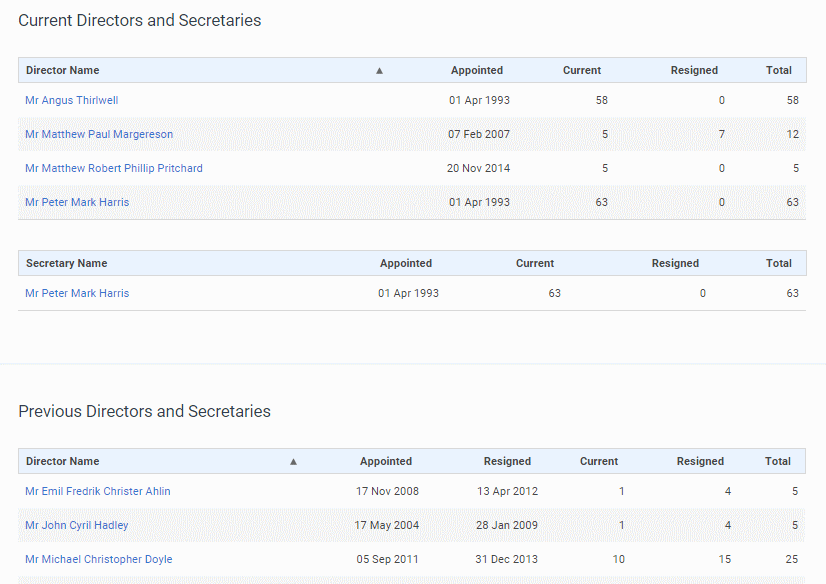 Current Directors and Secretaries
Director Name ▲ Appointed Current Resigned Total
Mr Angus Thirlwell 01 Apr 1993 58 0 58
Mr Matthew Paul Margereson 07 Feb 2007 5 7 12
Mr Matthew Robert Phillip Pritchard 20 Nov 2014 5 0 5
Mr Peter Mark Harris 01 Apr 1993 63 0 63
Secretary Name Appointed Current Resigned Total
Mr Peter Mark Harris 01 Apr 1993 63 0 63
Previous Directors and Secretaries
Director Name ▲ Appointed Resigned Current Resigned Total
Mr Emil Fredrik Christer Ahlin 17 Nov 2008 13 Apr 2012 1 4 5
Mr John Cyril Hadley 17 May 2004 28 Jan 2009 1 4 5
Mr Michael Christopher Doyle 05 Sep 2011 31 Dec 2013 10 15 25